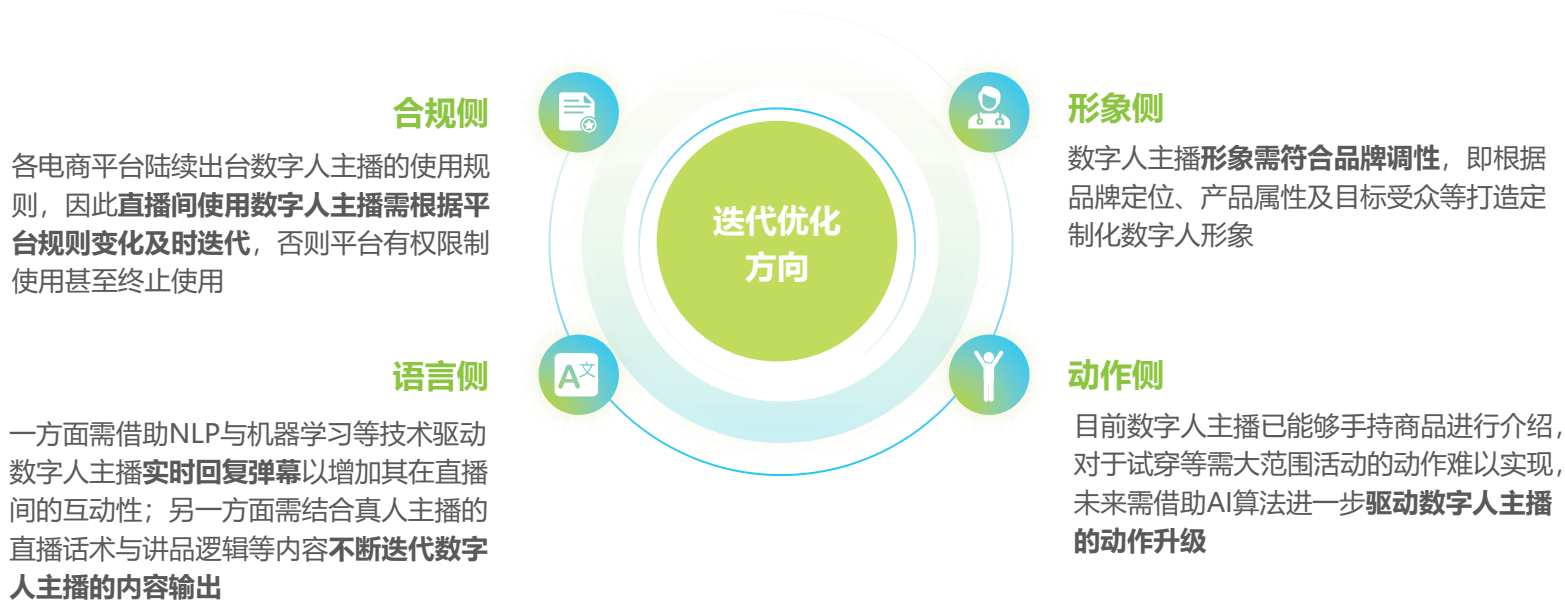 合规侧
各电商平台陆续出台数字人主播的使用规
则，因此直播间使用数字人主播需根据平
台规则变化及时迭代，否则平台有权限制
使用甚至终止使用
形象侧
数字人主播形象需符合品牌调性，即根据
品牌定位、产品属性及目标受众等打造定
制化数字人形象
迭代优化
方向
语言侧
A文
一方面需借助NLP与机器学习等技术驱动
数字人主播实时回复弹幕以增加其在直播
间的互动性；另一方面需结合真人主播的
直播话术与讲品逻辑等内容不断迭代数字
人主播的内容输出
动作侧
目前数字人主播已能够手持商品进行介绍，
对于试穿等需大范围活动的动作难以实现，
未来需借助AI算法进一步驱动数字人主播
的动作升级